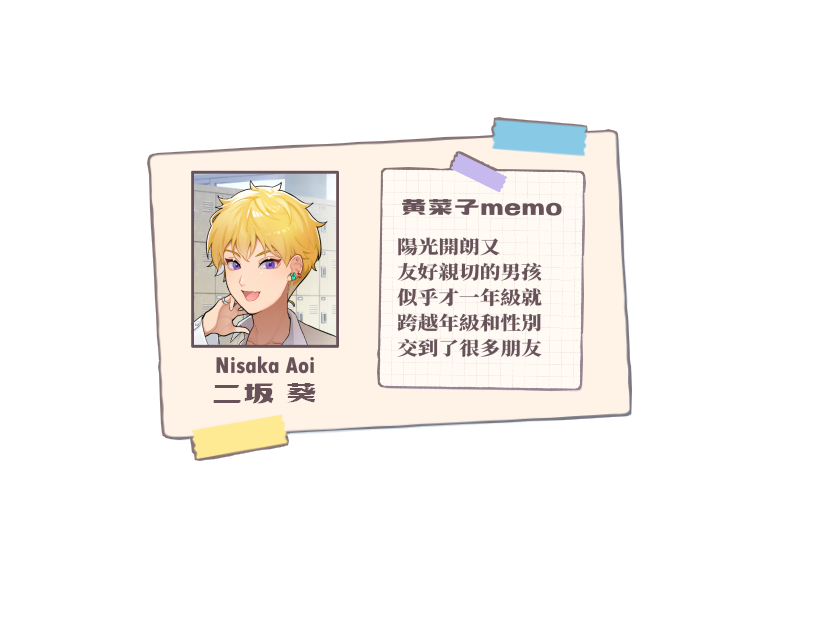 Nisaka Aoi
二坂 葵
黄菜子memo
陽光開朗又
友好親切的男孩
似乎才一年級就
跨越年級和性別
交到了很多朋友